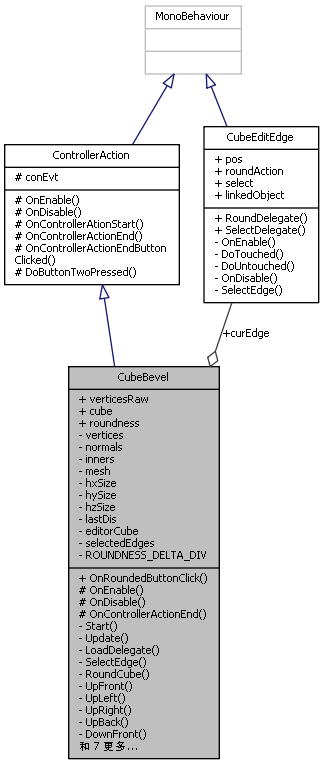 MonoBehaviour
ControllerAction
# conEvt
# OnEnable()
# OnDisable()
# OnControllerAtionStart()
# OnControllerActionEnd()
# OnControllerActionEndButton
Clicked()
# DoButtonTwoPressed()
CubeEditEdge
+ pos
+ roundAction
+ select
+ linkedObject
+ RoundDelegate()
+ SelectDelegate()
- OnEnable()
- DoTouched()
- DoUntouched()
- OnDisable()
- SelectEdge()
+curEdge
CubeBevel
+ verticesRaw
+ cube
+ roundness
- vertices
- normals
- inners
- mesh
- hxSize
- hySize
- hzSize
- lastDis
- editorCube
- selectedEdges
- ROUNDNESS_DELTA_DIV
+ OnRoundedButtonClick()
# OnEnable()
# OnDisable()
# OnControllerActionEnd()
- Start()
- Update()
- LoadDelegate()
- SelectEdge()
- RoundCube()
- UpFront()
- UpLeft()
- UpRight()
- UpBack()
- DownFront()
和 7 更多...